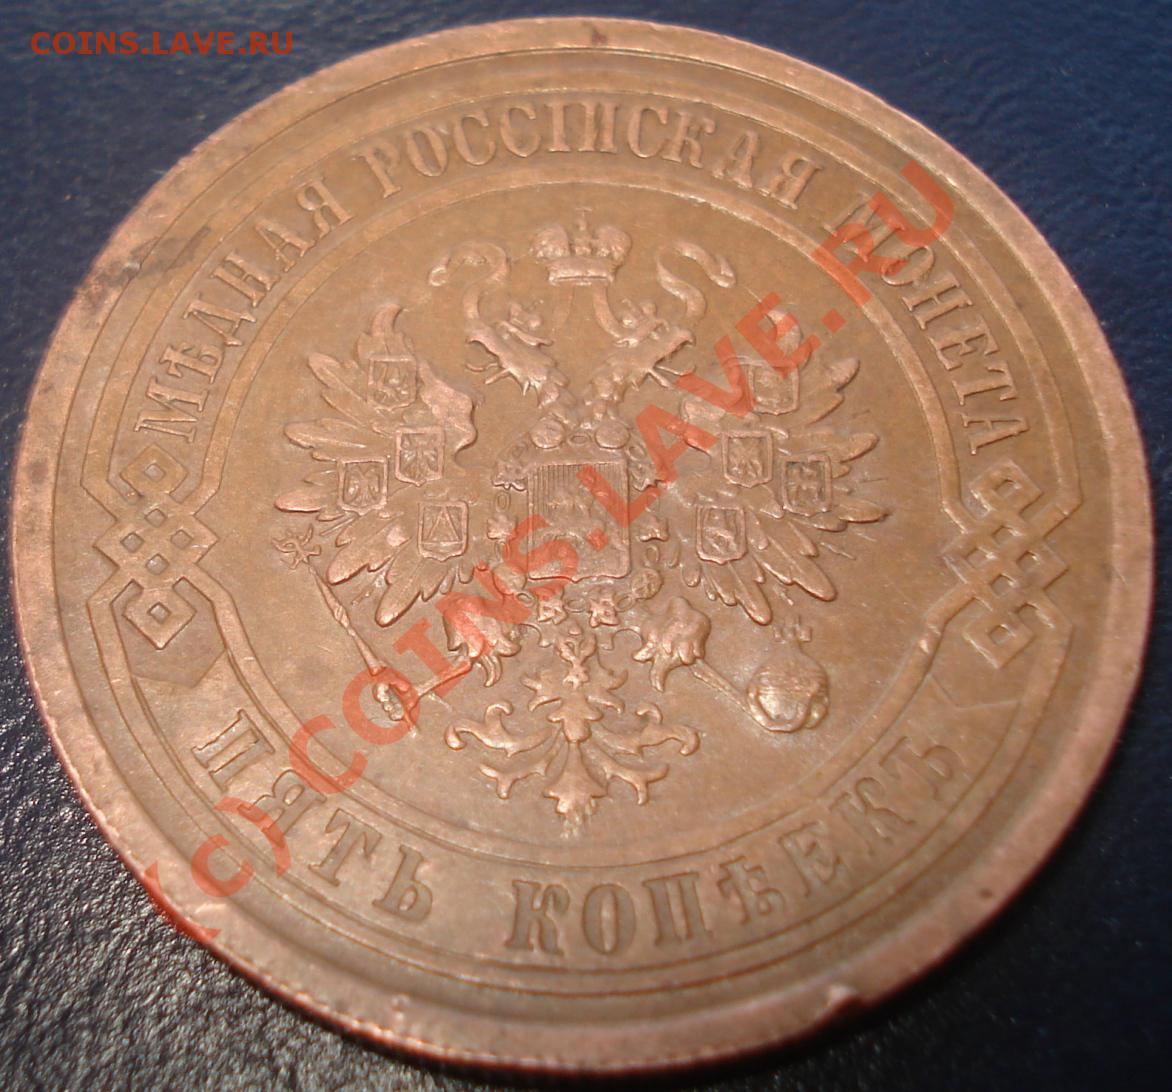 COINS.LAVE.RU
МѢДНАЯ РОССІЙСКАЯ МОНЕТА
ПЯТЬ КОПѢЕКЪ
(c) COINS.LAVE.RU